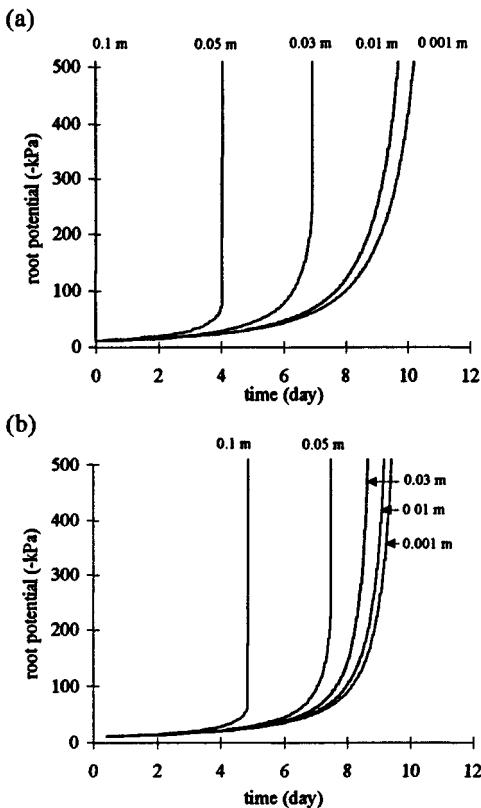 (a)
0.1 m 0.05 m 0.03 m 0.01 m 0 001 m
500
400
300
200
100
0
root potential (-kPa)
0 2 4 6 8 10 12
time (day)
(b)
0.1 m 0.05 m
500
400
300
200
100
0
root potential (-kPa)
0.03 m
0 01 m
0.001 m
0 2 4 6 8 10 12
time (day)